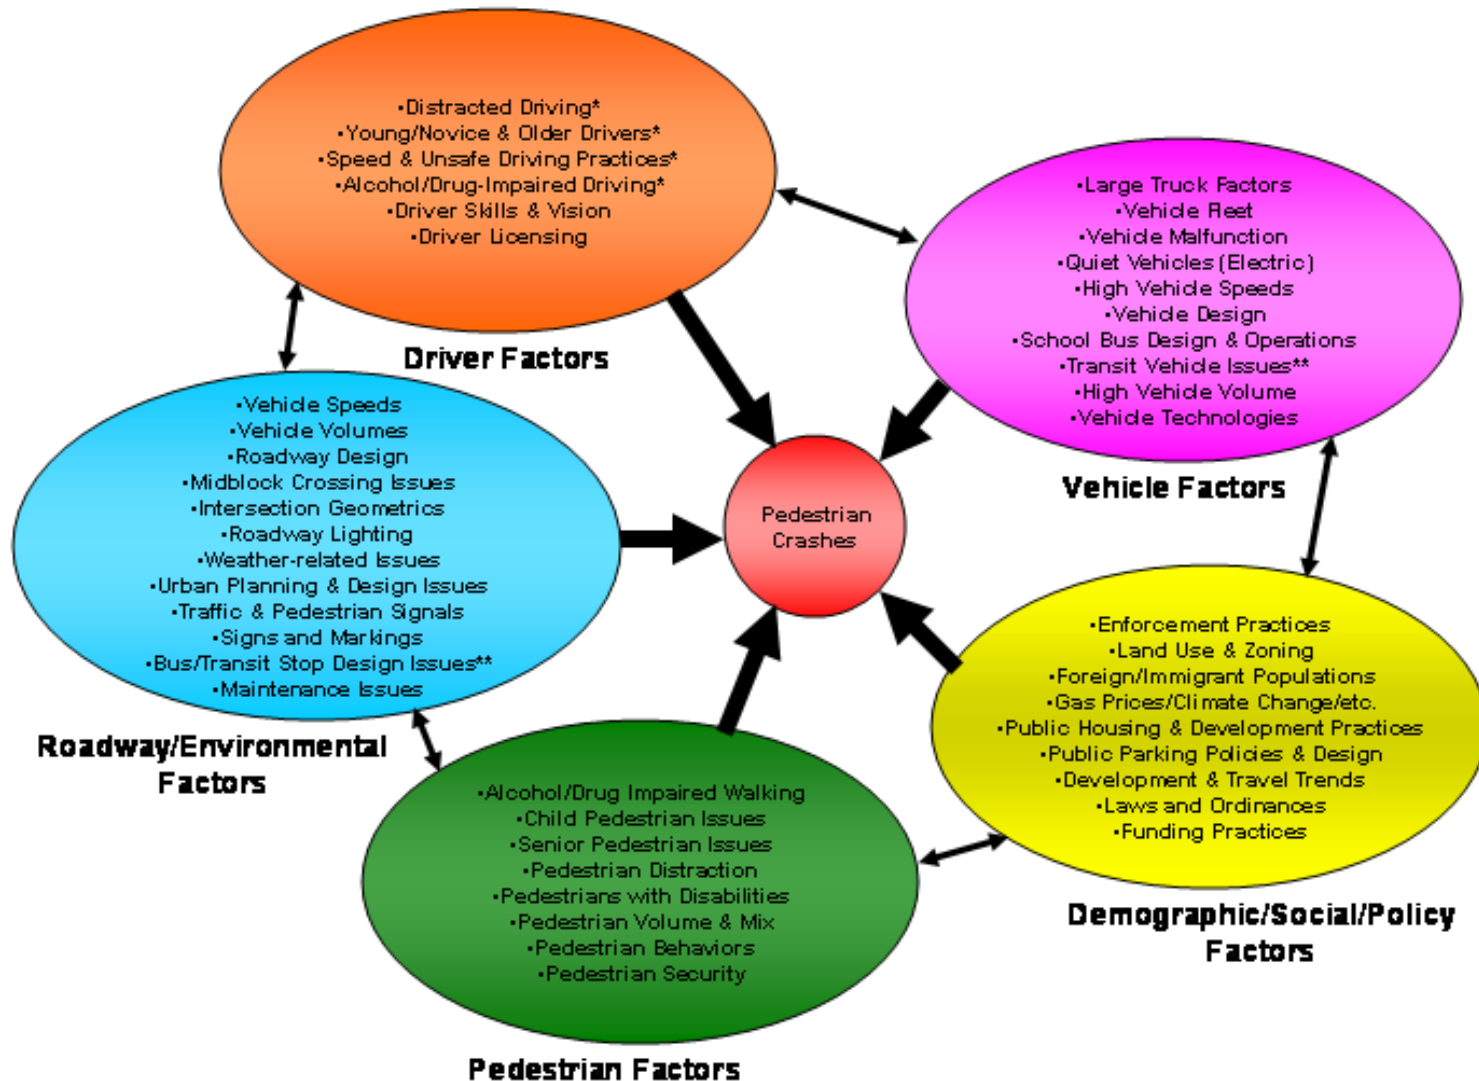 •Distracted Driving*
•Young/Novice & Older Drivers*
•Speed & Unsafe Driving Practices*
•Alcohol/Drug-Impaired Driving*
•Driver Skills & Vision
•Driver Licensing
Driver Factors
•Large Truck Factors
•Vehicle Fleet
•Vehicle Malfunction
•Quiet Vehicles (Electric)
•High Vehicle Speeds
•Vehicle Design
•School Bus Design & Operations
•Transit Vehicle Issues**
•High Vehicle Volume
•Vehicle Technologies
Vehicle Factors
•Vehicle Speeds
•Vehicle Volumes
•Roadway Design
•Midblock Crossing Issues
•Intersection Geometrics
•Roadway Lighting
•Weather-related Issues
•Urban Planning & Design Issues
•Traffic & Pedestrian Signals
•Signs and Markings
•Bus/Transit Stop Design Issues**
•Maintenance Issues
Roadway/Environmental
Factors
Pedestrian
Crashes
•Enforcement Practices
•Land Use & Zoning
•Foreign/Immigrant Populations
•Gas Prices/Climate Change/etc.
•Public Housing & Development Practices
•Public Parking Policies & Design
•Development & Travel Trends
•Laws and Ordinances
•Funding Practices
Demographic/Social/Policy
Factors
•Alcohol/Drug Impaired Walking
•Child Pedestrian Issues
•Senior Pedestrian Issues
•Pedestrian Distraction
•Pedestrians with Disabilities
•Pedestrian Volume & Mix
•Pedestrian Behaviors
•Pedestrian Security
Pedestrian Factors